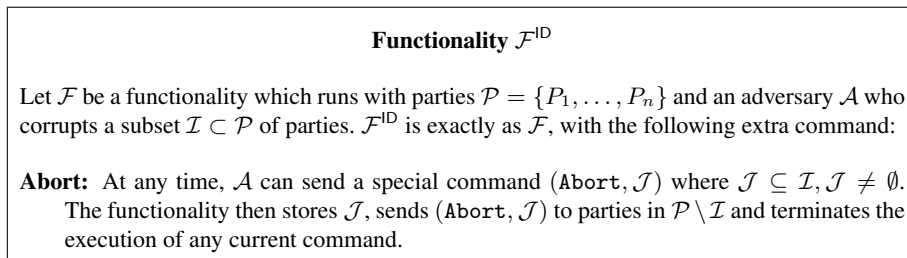 Functionality 𝓕^ID
Let 𝓕 be a functionality which runs with parties 𝒫 = {P₁, . . . , Pₙ} and an adversary 𝒜 who
corrupts a subset ℐ ⊂ 𝒫 of parties. 𝓕^ID is exactly as 𝓕, with the following extra command:
Abort: At any time, 𝒜 can send a special command (Abort, 𝒥) where 𝒥 ⊆ ℐ, 𝒥 ≠ ∅.
The functionality then stores 𝒥, sends (Abort, 𝒥) to parties in 𝒫 \ ℐ and terminates the
execution of any current command.